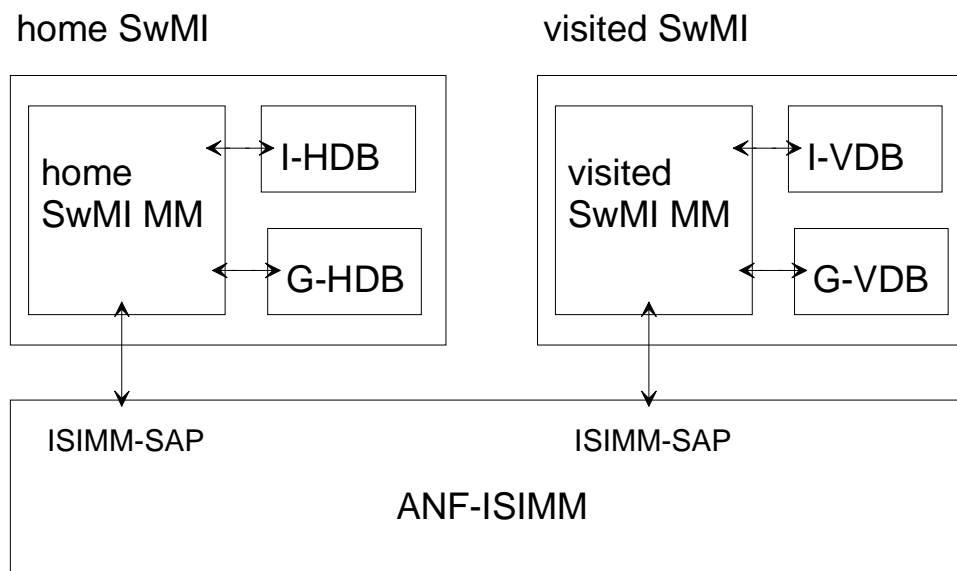 home SwMI
visited SwMI
home
SwMI MM
I-HDB
G-HDB
visited
SwMI MM
I-VDB
G-VDB
ISIMM-SAP
ISIMM-SAP
ANF-ISIMM